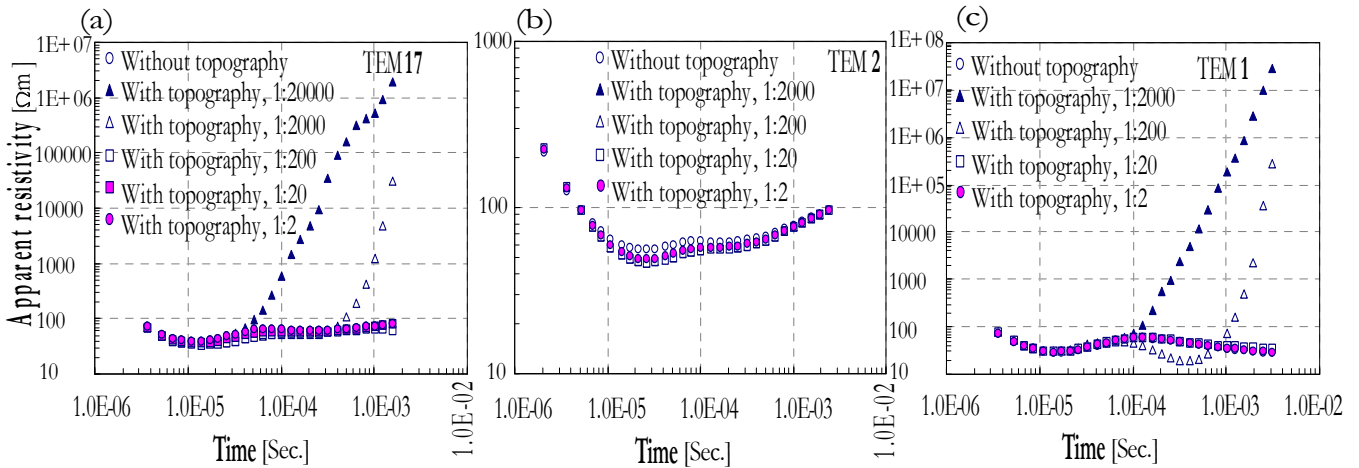 (a)
1E+07
1E+06
100000
10000
1000
100
10
Apparent resistivity [Ωm]
Without topography
With topography, 1:20000
With topography, 1:2000
With topography, 1:200
With topography, 1:20
With topography, 1:2
TEM17
1.0E-06
1.0E-05
1.0E-04
1.0E-03
1.0E-02
Time [Sec.]
(b)
1000
100
10
Without topography
With topography, 1:2000
With topography, 1:200
With topography, 1:20
With topography, 1:2
TEM 2
1.0E-06
1.0E-05
1.0E-04
1.0E-03
1.0E-02
Time [Sec.]
(c)
1E+08
1E+07
1E+06
1E+05
10000
1000
100
10
Without topography
With topography, 1:2000
With topography, 1:200
With topography, 1:20
With topography, 1:2
TEM 1
1.0E-06
1.0E-05
1.0E-04
1.0E-03
1.0E-02
Time [Sec.]